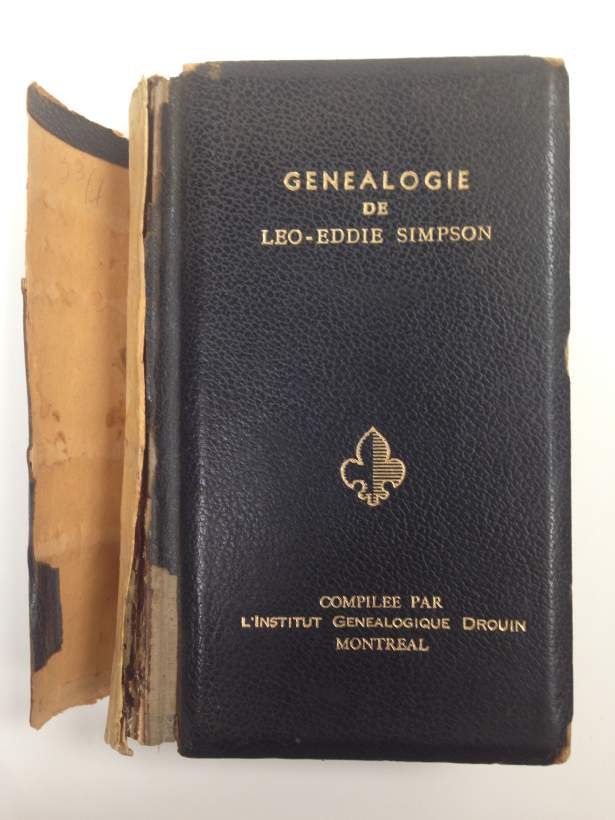 GENEALOGIE
DE
LEO-EDDIE SIMPSON
COMPILEE PAR
L'INSTITUT GENEALOGIQUE DROUIN
MONTREAL